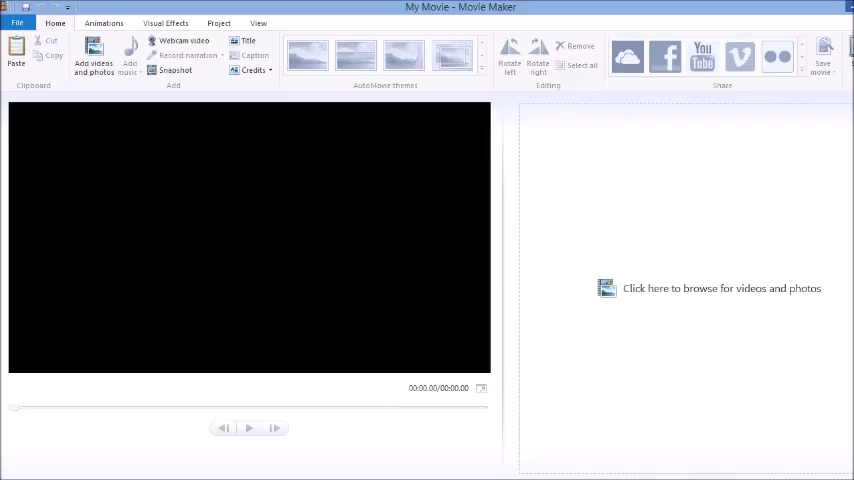 My Movie - Movie Maker
File Home Animations Visual Effects Project View
Paste
Cut
Copy
Clipboard
Add videos
and photos
Add
music
Webcam video
Record narration
Snapshot
Title
Caption
Credits
Add
AutoMovie themes
Rotate
left
Rotate
right
Remove
Select all
Editing
f
You
Tube
v
Share
Save
movie
Click here to browse for videos and photos
00:00.00/00:00.00